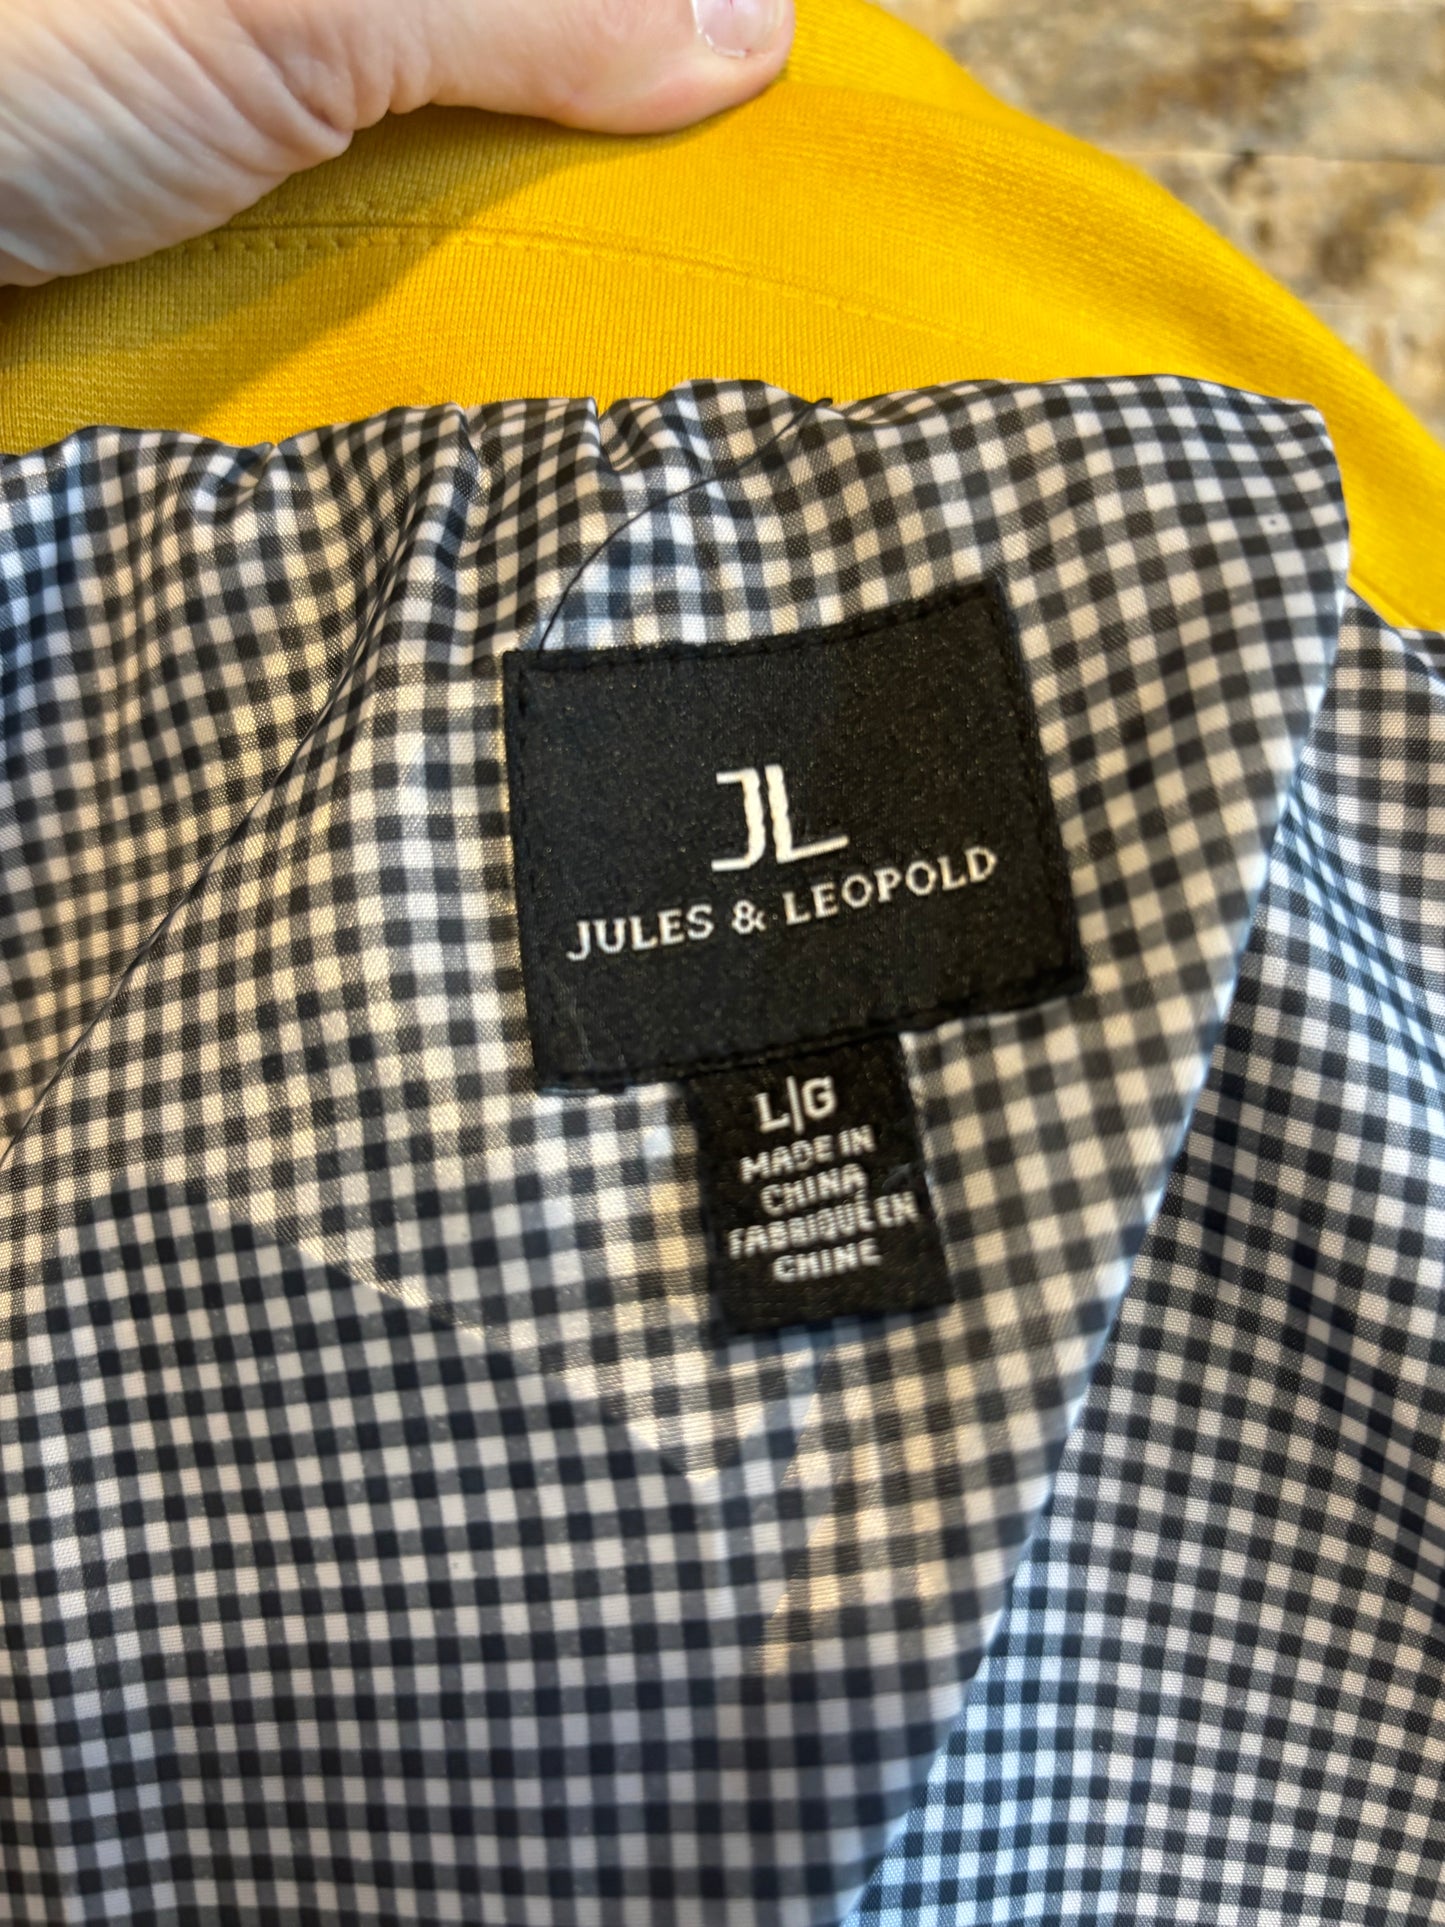 JL
JULES & LEOPOLD
L|G
MADE IN
CHINA
FABRIQUÉ EN
CHINE